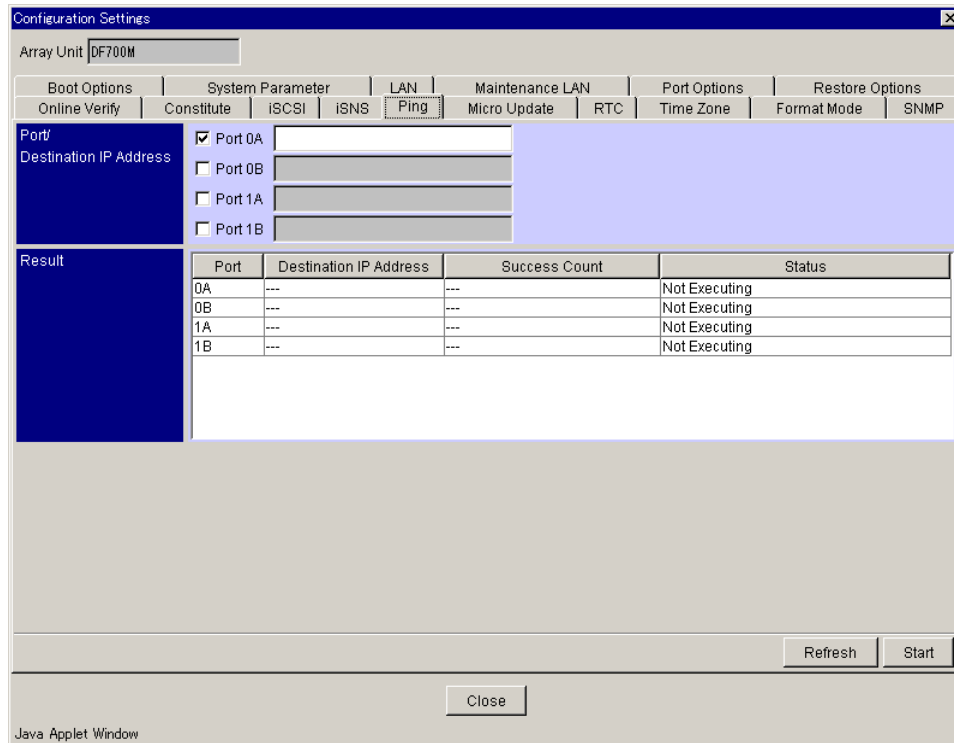 Configuration Settings
Array Unit DF700M
Boot Options System Parameter LAN Maintenance LAN Port Options Restore Options
Online Verify Constitute iSCSI iSNS Ping Micro Update RTC Time Zone Format Mode SNMP
Port/
Destination IP Address
Port 0A
Port 0B
Port 1A
Port 1B
Result
Port Destination IP Address Success Count Status
0A --- --- Not Executing
0B --- --- Not Executing
1A --- --- Not Executing
1B --- --- Not Executing
Refresh Start
Close
Java Applet Window